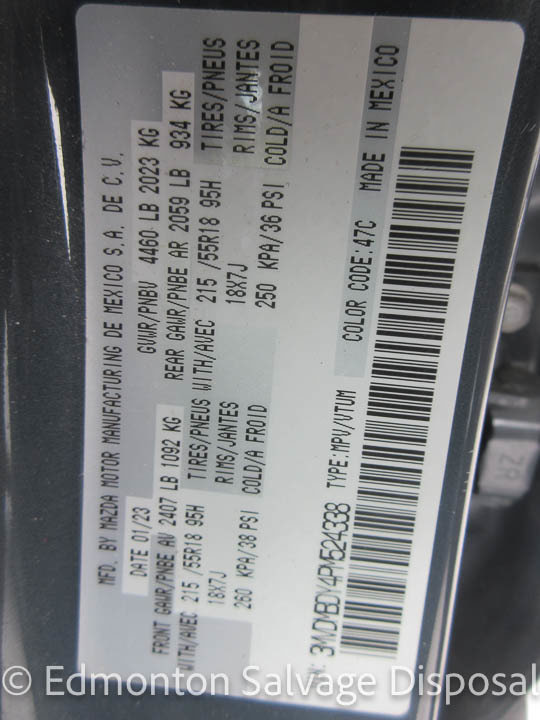 MFD. BY MAZDA MOTOR MANUFACTURING DE MEXICO S.A. DE C.V.
DATE 01/23 GVWR/PNBV 4460 LB 2023 KG
FRONT GAWR/PNBE AV 2407 LB 1092 KG REAR GAWR/PNBE AR 2059 LB 934 KG
WITH/AVEC 215 /55R18 95H TIRES/PNEUS WITH/AVEC 215 /55R18 95H TIRES/PNEUS
18X7J RIMS/JANTES 18X7J RIMS/JANTES
260 KPA/38 PSI COLD/A FROID 250 KPA/36 PSI COLD/A FROID
VIN: 3MVDMBDY4PM524338 TYPE:MPV/VTUM COLOR CODE:47C MADE IN MEXICO
2R
© Edmonton Salvage Disposal